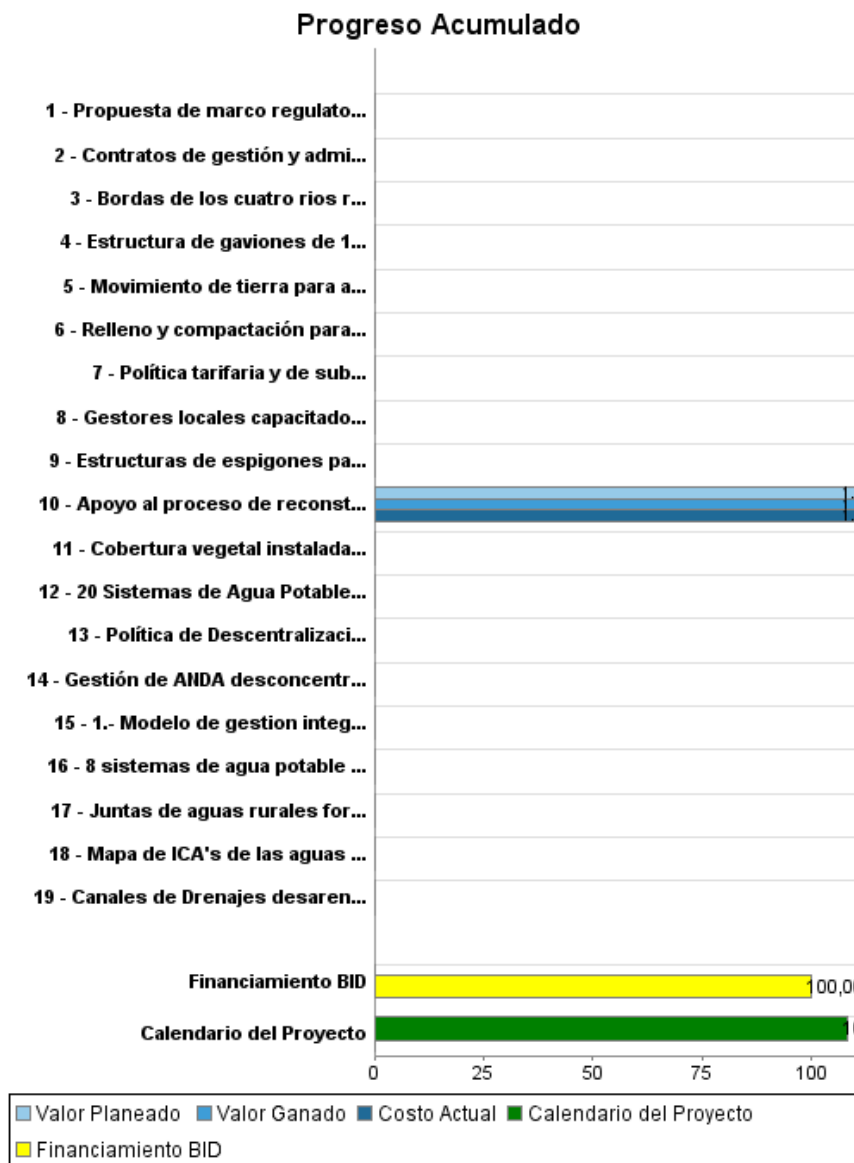 Progreso Acumulado
1 - Propuesta de marco regulato...
2 - Contratos de gestión y admi...
3 - Bordas de los cuatro rios r...
4 - Estructura de gaviones de 1...
5 - Movimiento de tierra para a...
6 - Relleno y compactación para...
7 - Política tarifaria y de sub...
8 - Gestores locales capacitado...
9 - Estructuras de espigones pa...
10 - Apoyo al proceso de reconst...
11 - Cobertura vegetal instalada...
12 - 20 Sistemas de Agua Potable...
13 - Política de Descentralizaci...
14 - Gestión de ANDA desconcentr...
15 - 1.- Modelo de gestion integ...
16 - 8 sistemas de agua potable ...
17 - Juntas de aguas rurales for...
18 - Mapa de ICA's de las aguas ...
19 - Canales de Drenajes desaren...
Financiamiento BID 100,0
Calendario del Proyecto
0 25 50 75 100
Valor Planeado Valor Ganado Costo Actual Calendario del Proyecto
Financiamiento BID